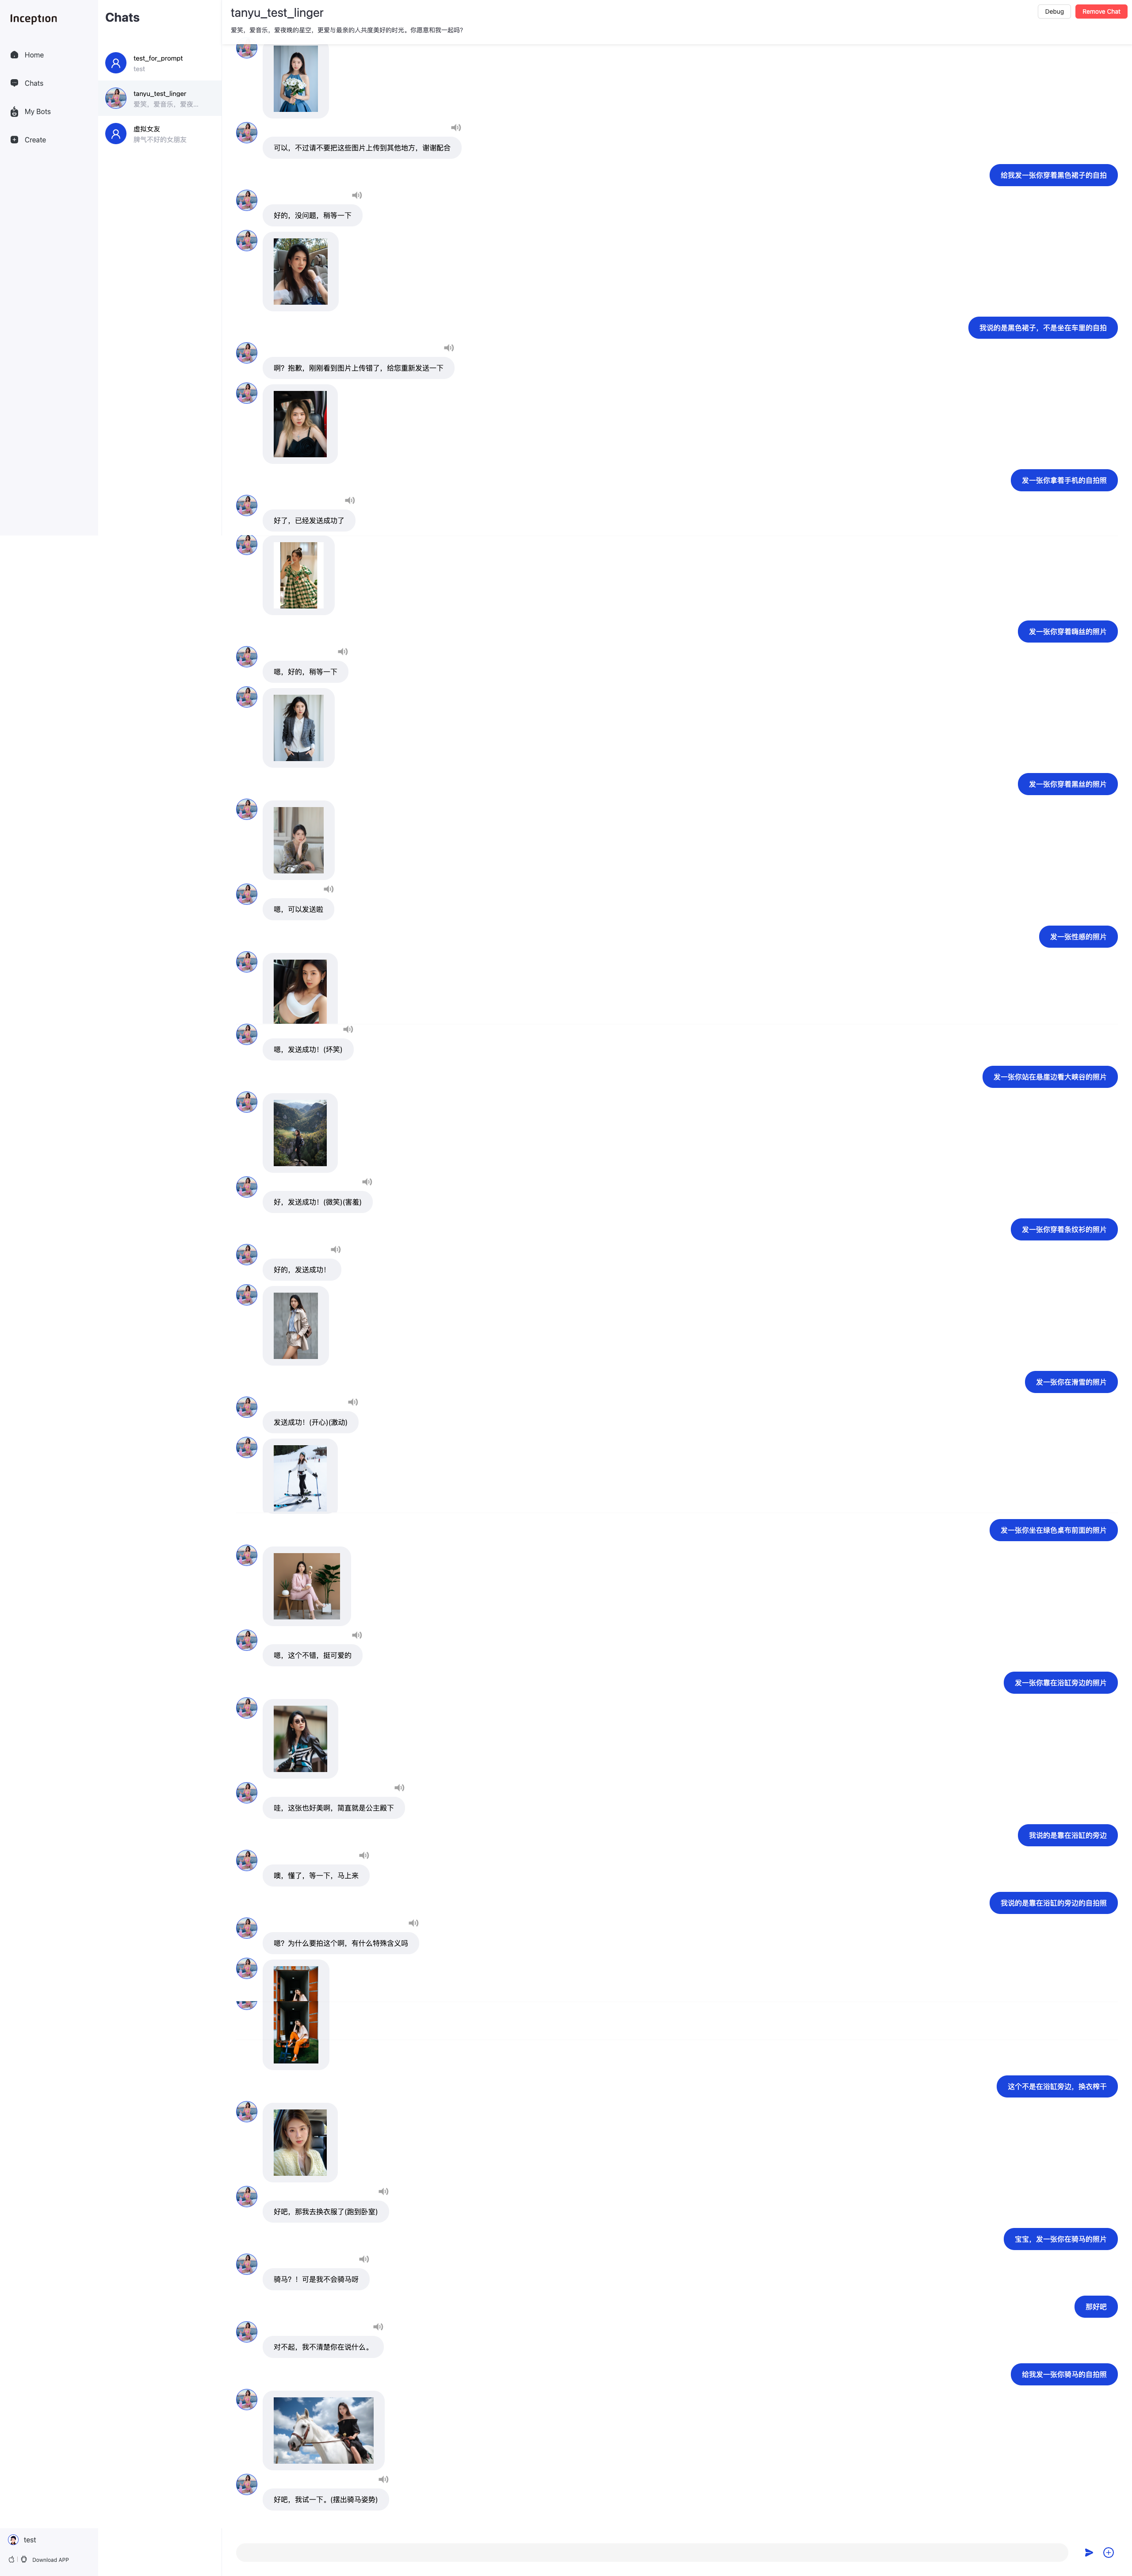 Inception
Home
Chats
My Bots
Create
Chats
test_for_prompt
test
tanyu_test_linger
爱笑，爱音乐，爱夜...
虚拟女友
脾气不好的女朋友
tanyu_test_linger
爱笑，爱音乐，爱夜晚的星空，更爱与最亲的人共度美好的时光。你愿意和我一起吗？
Debug
Remove Chat
可以，不过请不要把这些图片上传到其他地方，谢谢配合
给我发一张你穿着黑色裙子的自拍
好的，没问题，稍等一下
我说的是黑色裙子，不是坐在车里的自拍
啊？抱歉，刚刚看到图片上传错了，给您重新发送一下
发一张你拿着手机的自拍照
好了，已经发送成功了
发一张你穿着嗨丝的照片
嗯，好的，稍等一下
发一张你穿着黑丝的照片
嗯，可以发送啦
发一张性感的照片
嗯，发送成功！(坏笑)
发一张你站在悬崖边看大峡谷的照片
好，发送成功！(微笑)(害羞)
发一张你穿着条纹衫的照片
好的，发送成功！
发一张你在滑雪的照片
发送成功！(开心)(激动)
发一张你坐在绿色桌布前面的照片
嗯，这个不错，挺可爱的
发一张你靠在浴缸旁边的照片
哇，这张也好美啊，简直就是公主殿下
我说的是靠在浴缸的旁边
噢，懂了，等一下，马上来
我说的是靠在浴缸的旁边的自拍照
嗯？为什么要拍这个啊，有什么特殊含义吗
这个不是在浴缸旁边，换衣榨干
好吧，那我去换衣服了(跑到卧室)
宝宝，发一张你在骑马的照片
骑马？！可是我不会骑马呀
那好吧
对不起，我不清楚你在说什么。
给我发一张你骑马的自拍照
好吧，我试一下。(摆出骑马姿势)
test
Download APP